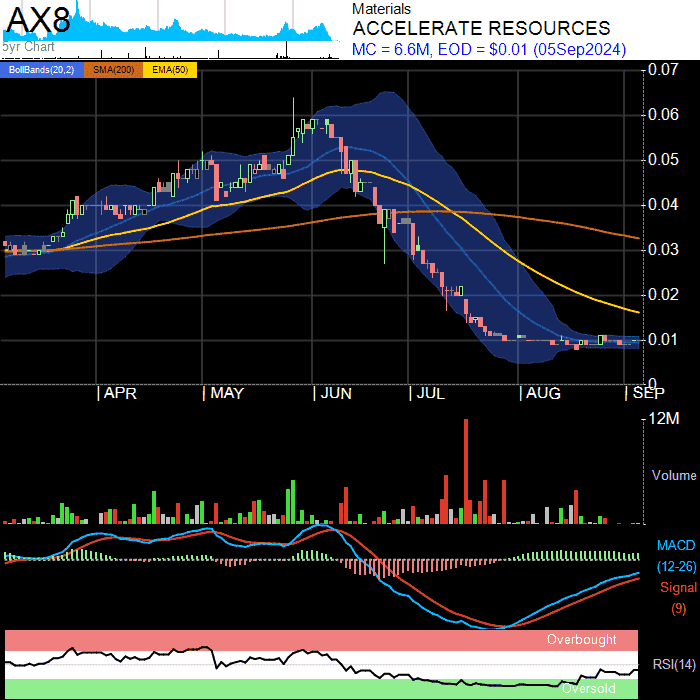 AX8
5yr Chart
Materials
ACCELERATE RESOURCES
MC = 6.6M, EOD = $0.01 (05Sep2024)
BollBands(20,2) SMA(200) EMA(50)
0.07
0.06
0.05
0.04
0.03
0.02
0.01
0
APR MAY JUN JUL AUG SEP
12M
Volume
MACD
(12-26)
Signal
(9)
Overbought
RSI(14)
Oversold